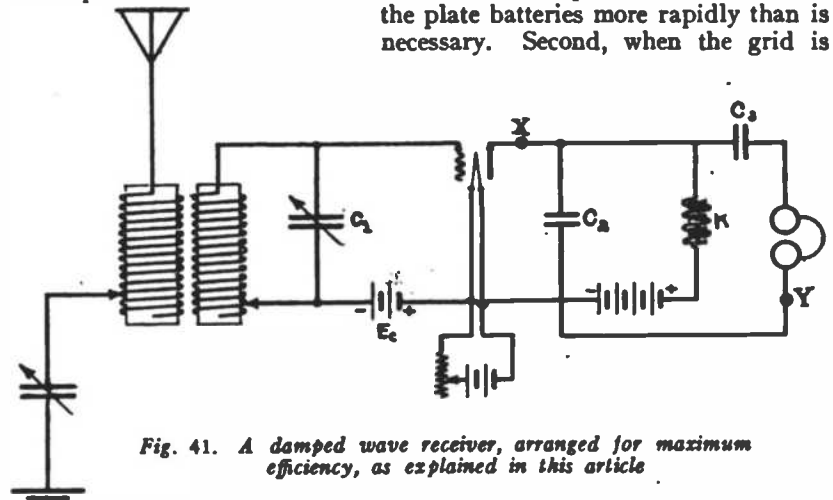 the plate batteries more rapidly than is
necessary. Second, when the grid is
C₃
X
C₁
C₂
Y
- +
- Ec +
Fig. 41. A damped wave receiver, arranged for maximum
efficiency, as explained in this article